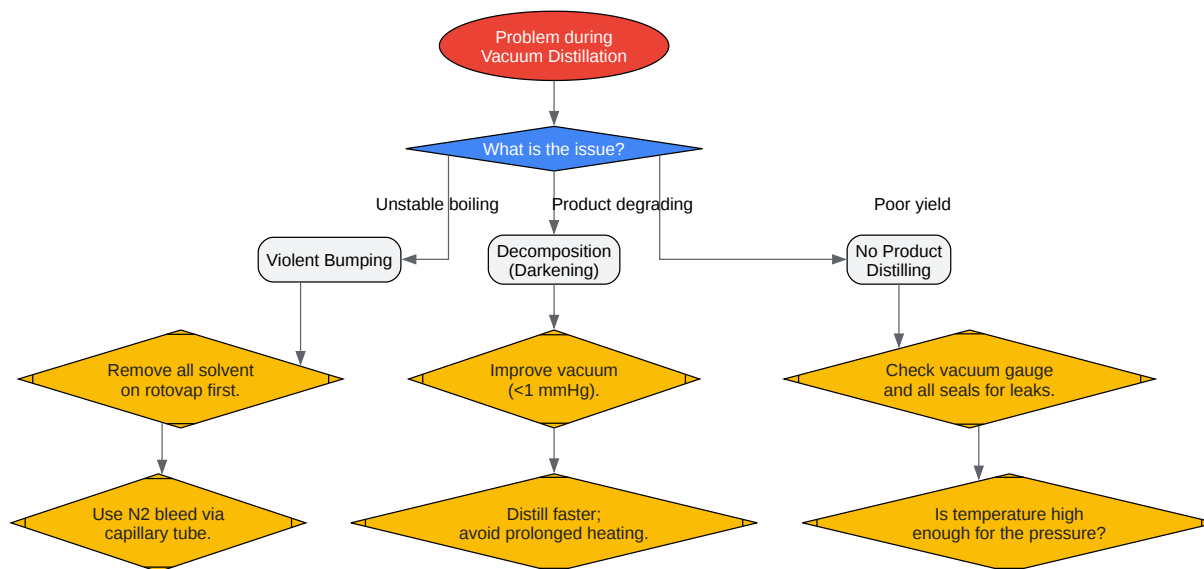 Problem during
Vacuum Distillation
What is the issue?
Unstable boiling
Product degrading
Poor yield
Violent Bumping
Decomposition
(Darkening)
No Product
Distilling
Remove all solvent
on rotovap first.
Improve vacuum
(<1 mmHg).
Check vacuum gauge
and all seals for leaks.
Use N2 bleed via
capillary tube.
Distill faster;
avoid prolonged heating.
Is temperature high
enough for the pressure?